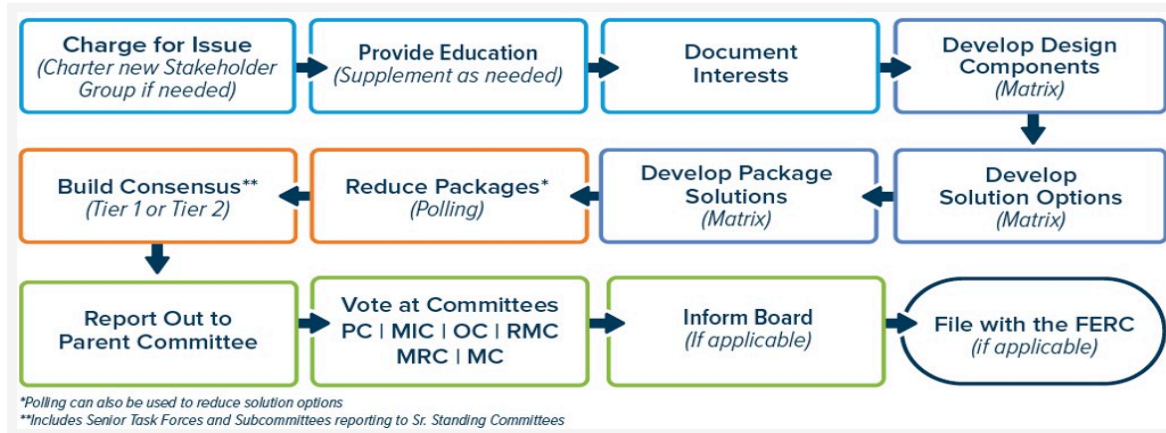 Charge for Issue
(Charter new Stakeholder
Group if needed)
Provide Education
(Supplement as needed)
Document
Interests
Develop Design
Components
(Matrix)
Build Consensus**
(Tier 1 or Tier 2)
Reduce Packages*
(Polling)
Develop Package
Solutions
(Matrix)
Develop
Solution Options
(Matrix)
Report Out to
Parent Committee
Vote at Committees
PC | MIC | OC | RMC
MRC | MC
Inform Board
(If applicable)
File with the FERC
(if applicable)
*Polling can also be used to reduce solution options
**Includes Senior Task Forces and Subcommittees reporting to Sr. Standing Committees